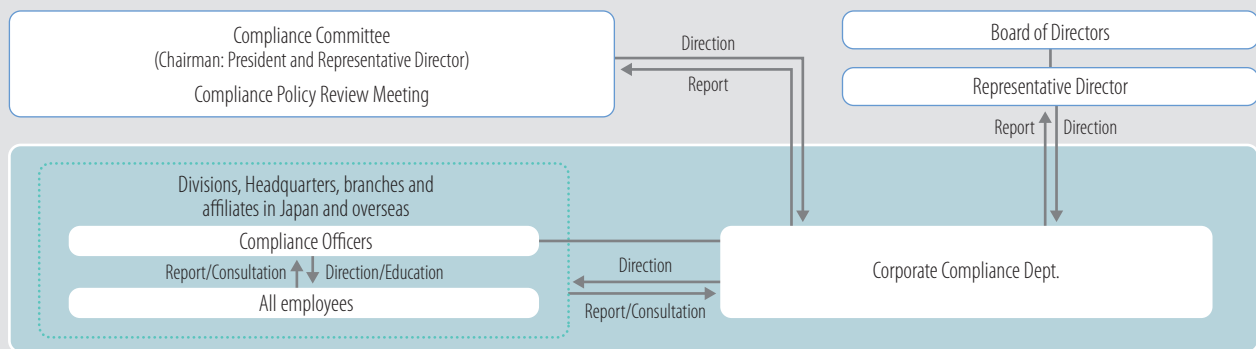 Compliance Committee
(Chairman: President and Representative Director)
Compliance Policy Review Meeting
Direction
Report
Board of Directors
Representative Director
Report
Direction
Divisions, Headquarters, branches and
affiliates in Japan and overseas
Compliance Officers
Report/Consultation
Direction/Education
All employees
Direction
Report/Consultation
Corporate Compliance Dept.